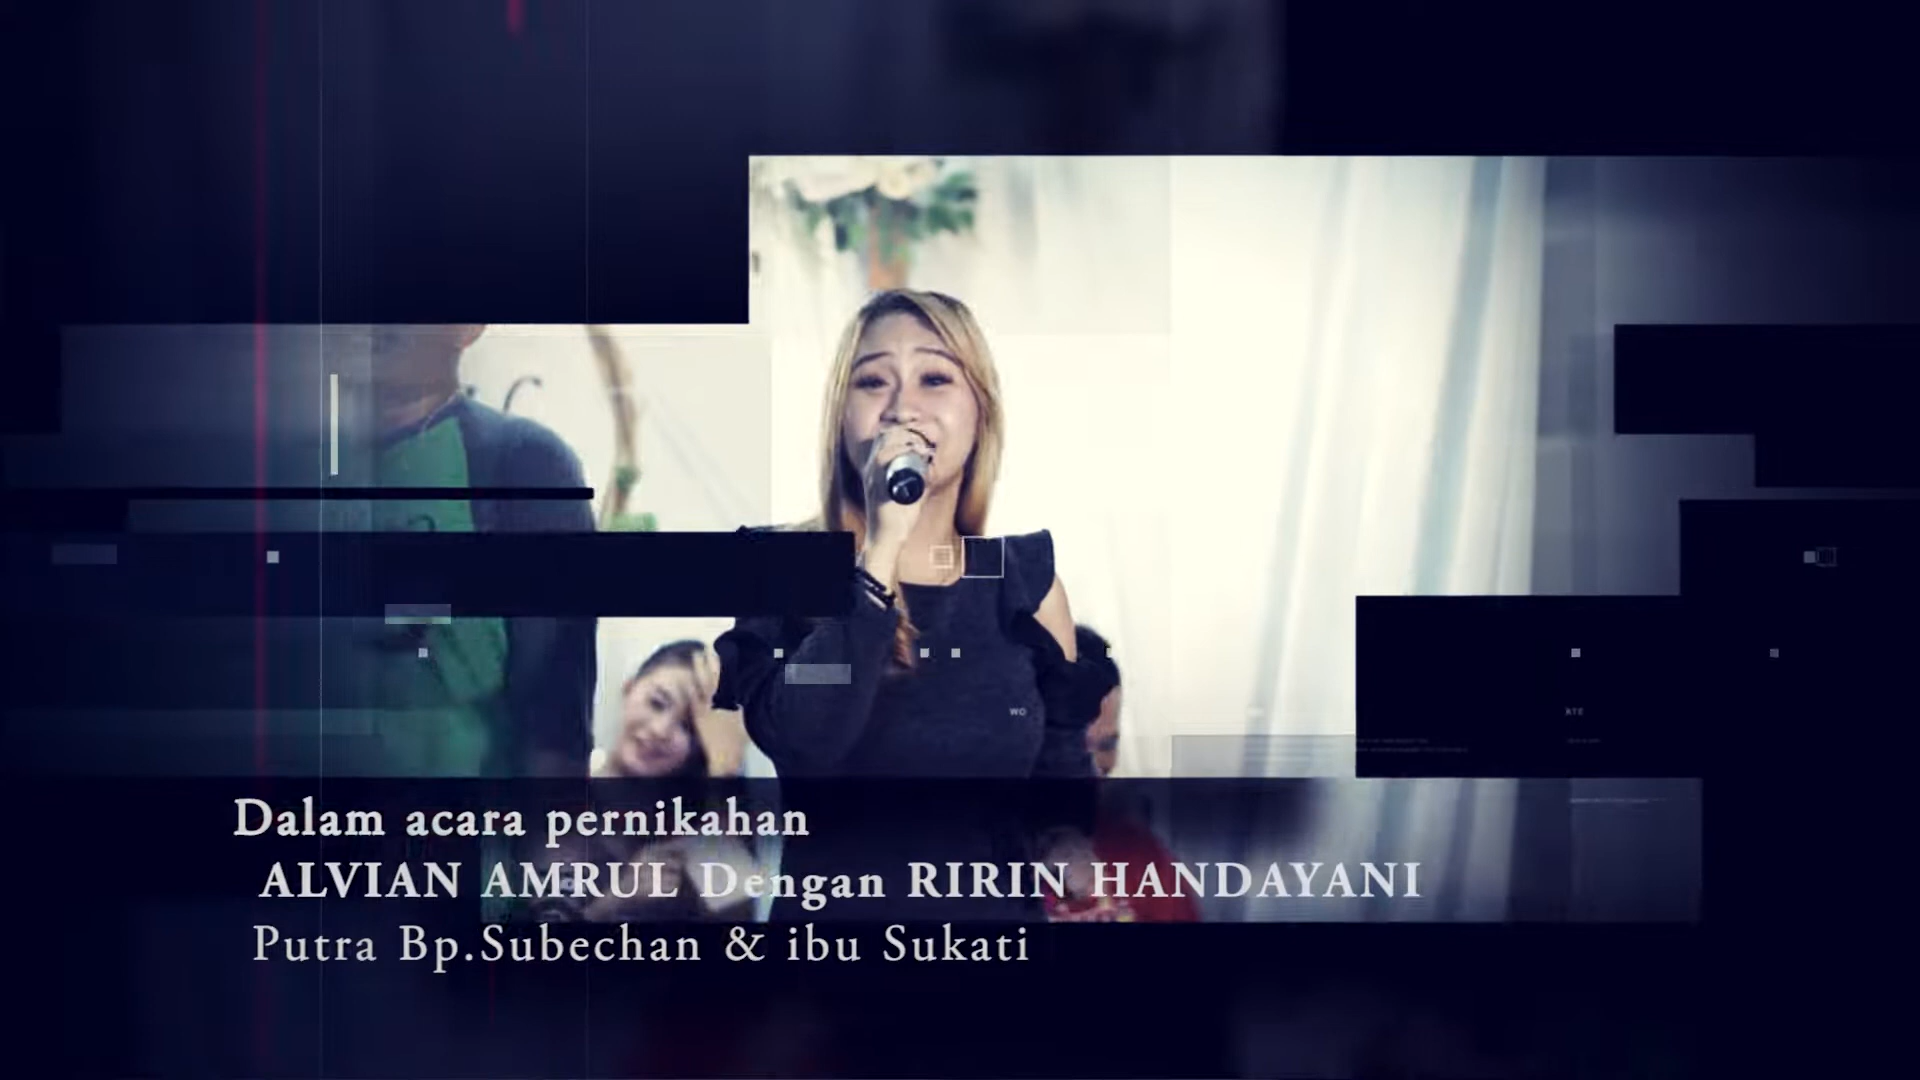 Dalam acara pernikahan
ALVIAN AMRUL Dengan RIRIN HANDAYANI
Putra Bp.Subechan & ibu Sukati